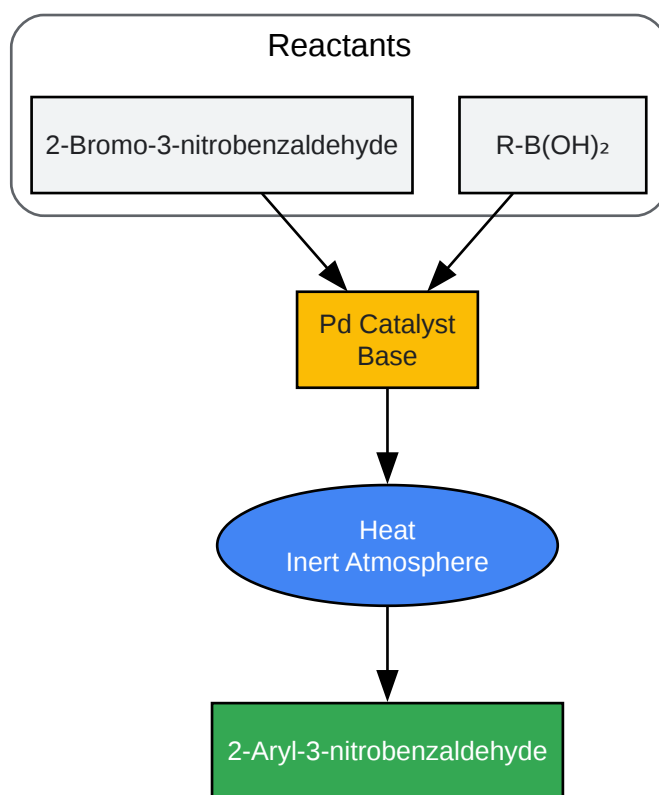 Reactants
2-Bromo-3-nitrobenzaldehyde
R-B(OH)₂
Pd Catalyst
Base
Heat
Inert Atmosphere
2-Aryl-3-nitrobenzaldehyde